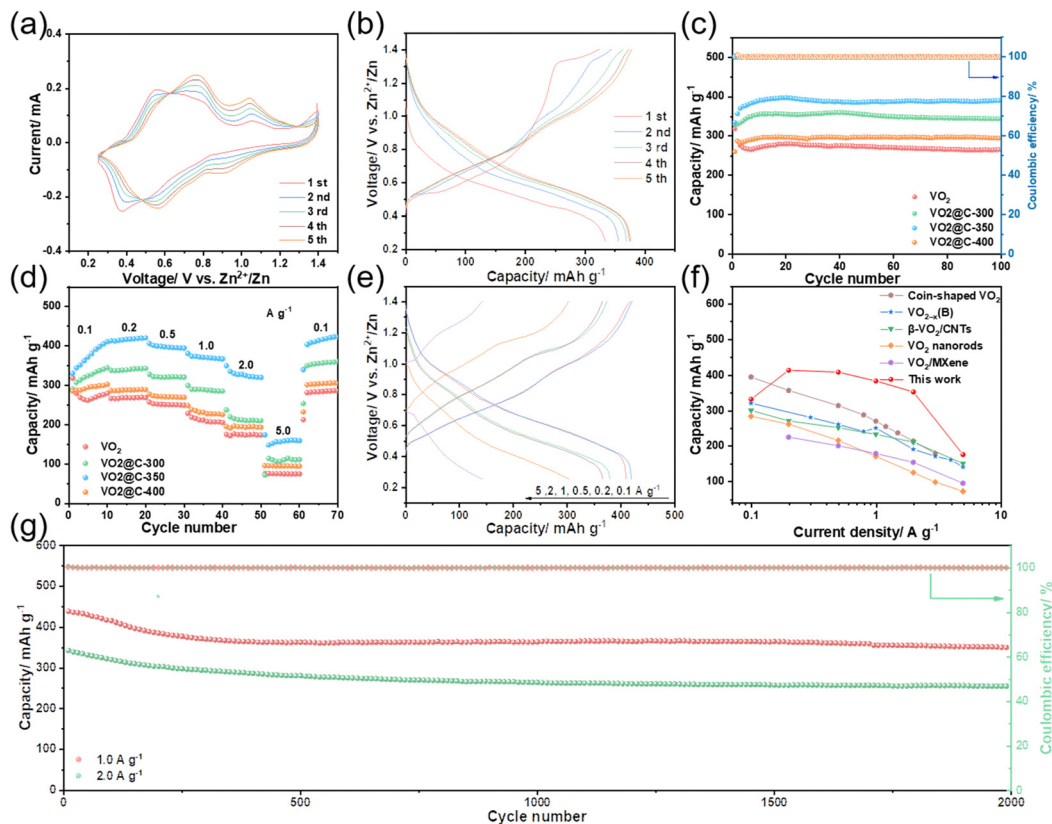 (a)
Current/ mA
0.4
0.2
0.0
-0.2
-0.4
1 st
2 nd
3 rd
4 th
5 th
0.2 0.4 0.6 0.8 1.0 1.2 1.4
Voltage/ V vs. Zn²⁺/Zn
(b)
Voltage/ V vs. Zn²⁺/Zn
1.4
1.2
1.0
0.8
0.6
0.4
0.2
1 st
2 nd
3 rd
4 th
5 th
0 100 200 300 400
Capacity/ mAh g⁻¹
(c)
Capacity/ mAh g⁻¹
600
500
400
300
200
100
0
VO₂
VO2@C-300
VO2@C-350
VO2@C-400
100
80
60
40
20
0
Coulombic efficiency/ %
0 20 40 60 80 100
Cycle number
(d)
Capacity/ mAh g⁻¹
500
400
300
200
100
0
A g⁻¹
0.1
0.2
0.5
1.0
2.0
5.0
0.1
VO₂
VO2@C-300
VO2@C-350
VO2@C-400
0 10 20 30 40 50 60 70
Cycle number
(e)
Voltage/ V vs. Zn²⁺/Zn
1.4
1.2
1.0
0.8
0.6
0.4
0.2
5 ,2, 1, 0.5, 0.2, 0.1 A g⁻¹
0 100 200 300 400 500
Capacity/ mAh g⁻¹
(f)
Capacity/ mAh g⁻¹
600
500
400
300
200
100
Coin-shaped VO₂
VO₂₋ₓ(B)
β-VO₂/CNTs
VO₂ nanorods
VO₂/MXene
This work
0.1 1 10
Current density/ A g⁻¹
(g)
Capacity/ mAh g⁻¹
600
500
400
300
200
100
0
1.0 A g⁻¹
2.0 A g⁻¹
100
80
60
40
20
0
Coulombic efficiency/ %
0 500 1000 1500 2000
Cycle number